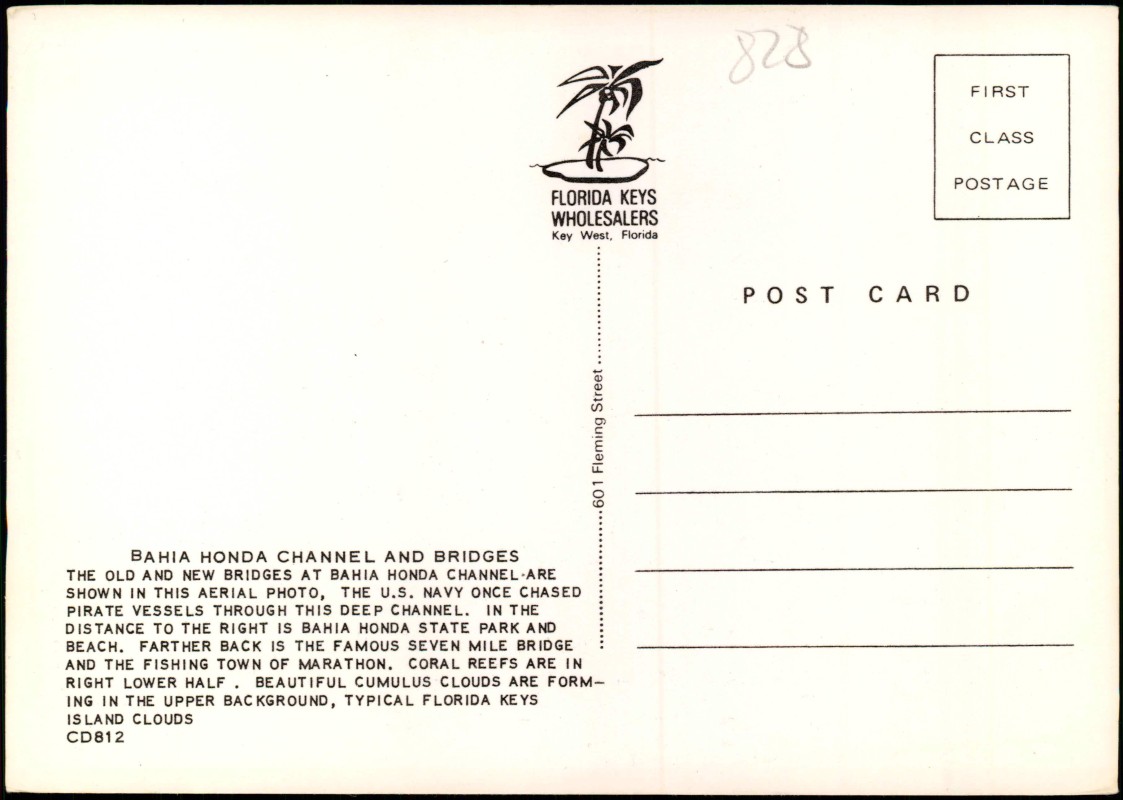 828
FIRST
CLASS
POSTAGE
FLORIDA KEYS
WHOLESALERS
Key West, Florida
POST CARD
601 Fleming Street
BAHIA HONDA CHANNEL AND BRIDGES
THE OLD AND NEW BRIDGES AT BAHIA HONDA CHANNEL ARE
SHOWN IN THIS AERIAL PHOTO, THE U.S. NAVY ONCE CHASED
PIRATE VESSELS THROUGH THIS DEEP CHANNEL. IN THE
DISTANCE TO THE RIGHT IS BAHIA HONDA STATE PARK AND
BEACH. FARTHER BACK IS THE FAMOUS SEVEN MILE BRIDGE
AND THE FISHING TOWN OF MARATHON. CORAL REEFS ARE IN
RIGHT LOWER HALF . BEAUTIFUL CUMULUS CLOUDS ARE FORM-
ING IN THE UPPER BACKGROUND, TYPICAL FLORIDA KEYS
ISLAND CLOUDS
CD812